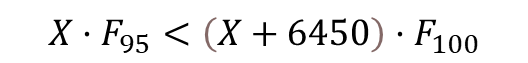 X · F₉₅ < (X + 6450) · F₁₀₀